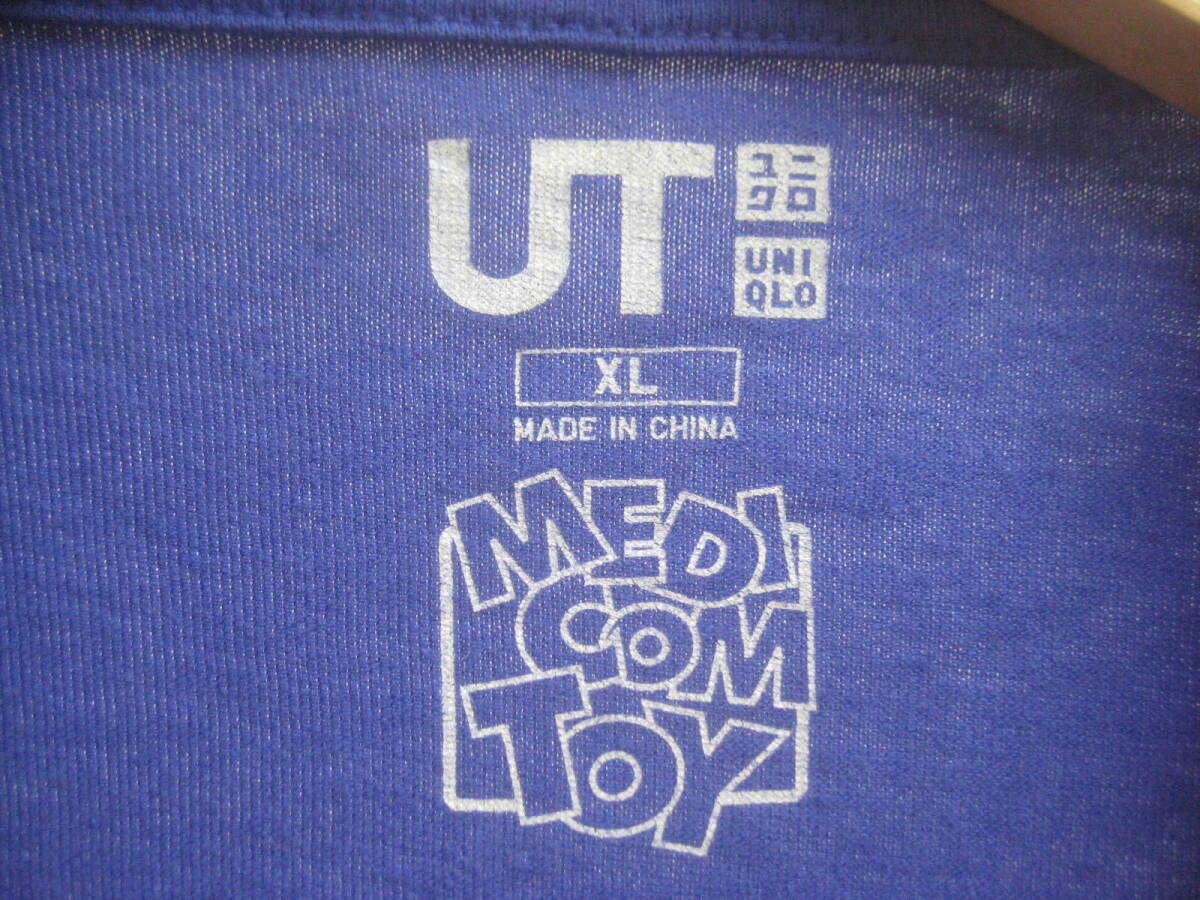 UT
ユニ
クロ
UNI
QLO
XL
MADE IN CHINA
MEDI
COM
TOY